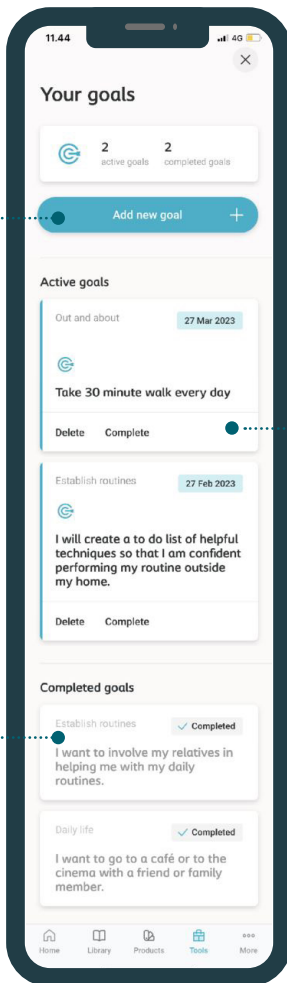 11.44
4G
Your goals
2 2
active goals completed goals
Add new goal
Active goals
Out and about 27 Mar 2023
Take 30 minute walk every day
Delete Complete
Establish routines 27 Feb 2023
I will create a to do list of helpful
techniques so that I am confident
performing my routine outside
my home.
Delete Complete
Completed goals
Establish routines Completed
I want to involve my relatives in
helping me with my daily
routines.
Daily life Completed
I want to go to a café or to the
cinema with a friend or family
member.
Home Library Products Tools More